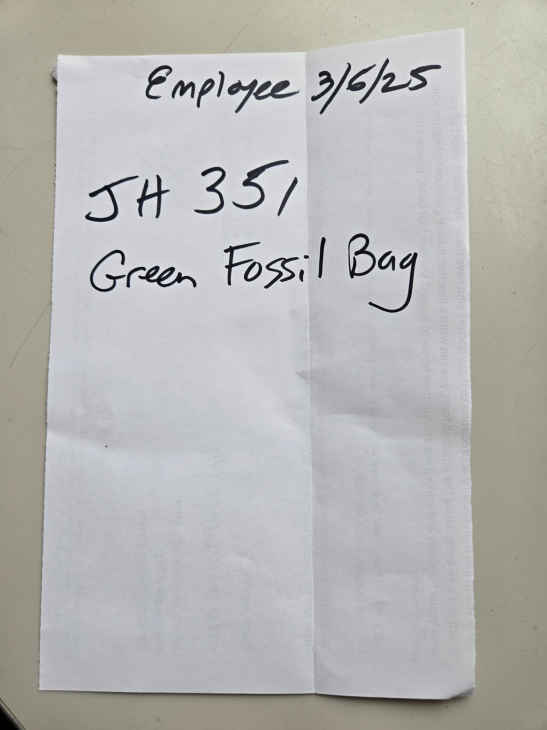 Employee 3/6/25
JH 351
Green Fossil Bag